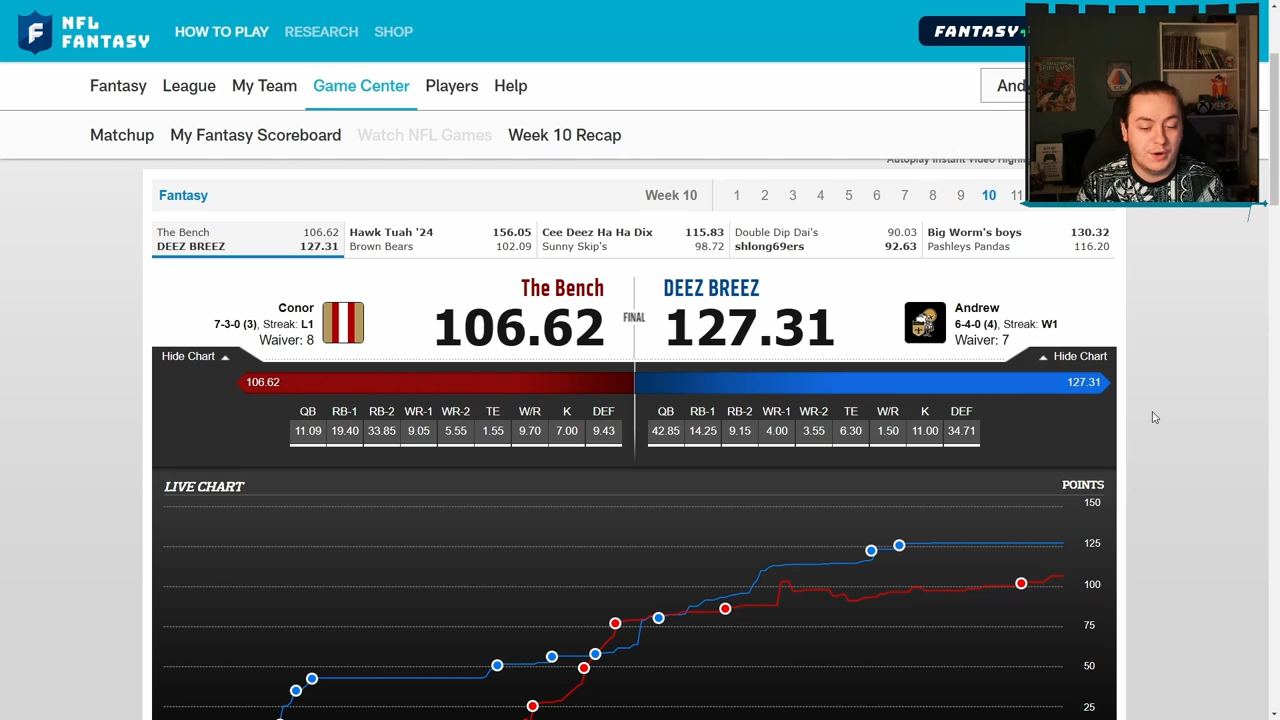 NFL
FANTASY
HOW TO PLAY
RESEARCH
SHOP
FANTASY+
Fantasy
League
My Team
Game Center
Players
Help
Matchup
My Fantasy Scoreboard
Watch NFL Games
Week 10 Recap
Autoplay Instant Video
Fantasy
Week 10
1 2 3 4 5 6 7 8 9 10 11
The Bench 106.62
DEEZ BREEZ 127.31
Hawk Tuah '24 156.05
Brown Bears 102.09
Cee Deez Ha Ha Dix 115.83
Sunny Skip's 98.72
Double Dip Dai's 90.03
shlong69ers 92.63
Big Worm's boys 130.32
Pashleys Pandas 116.20
The Bench
DEEZ BREEZ
Conor
7-3-0 (3), Streak: L1
Waiver: 8
106.62
FINAL
127.31
Andrew
6-4-0 (4), Streak: W1
Waiver: 7
Hide Chart
Hide Chart
106.62
127.31
QB RB-1 RB-2 WR-1 WR-2 TE W/R K DEF
11.09 19.40 33.85 9.05 5.55 1.55 9.70 7.00 9.43
QB RB-1 RB-2 WR-1 WR-2 TE W/R K DEF
42.85 14.25 9.15 4.00 3.55 6.30 1.50 11.00 34.71
LIVE CHART
POINTS
150
125
100
75
50
25
XBOX